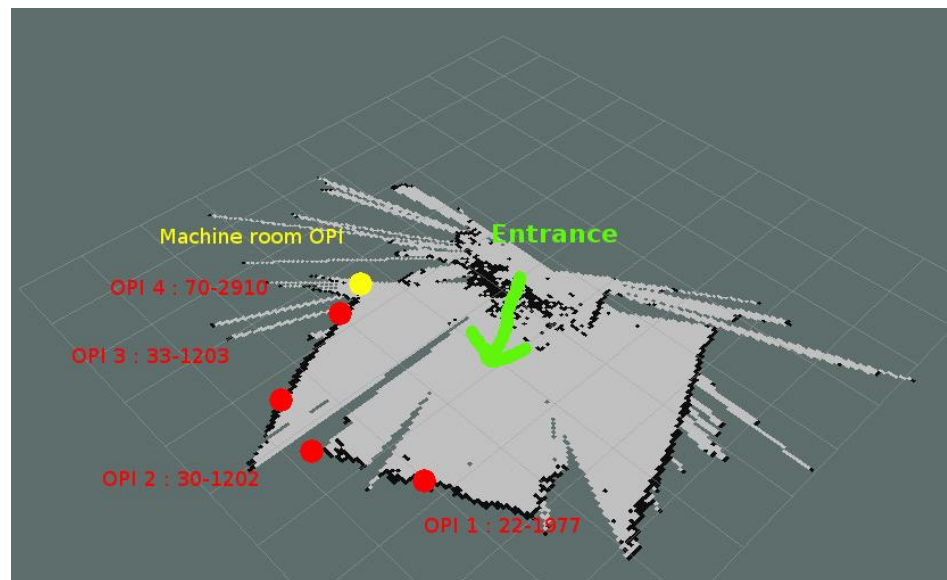 Entrance
Machine room OPI
OPI 4 : 70-2910
OPI 3 : 33-1203
OPI 2 : 30-1202
OPI 1 : 22-1977